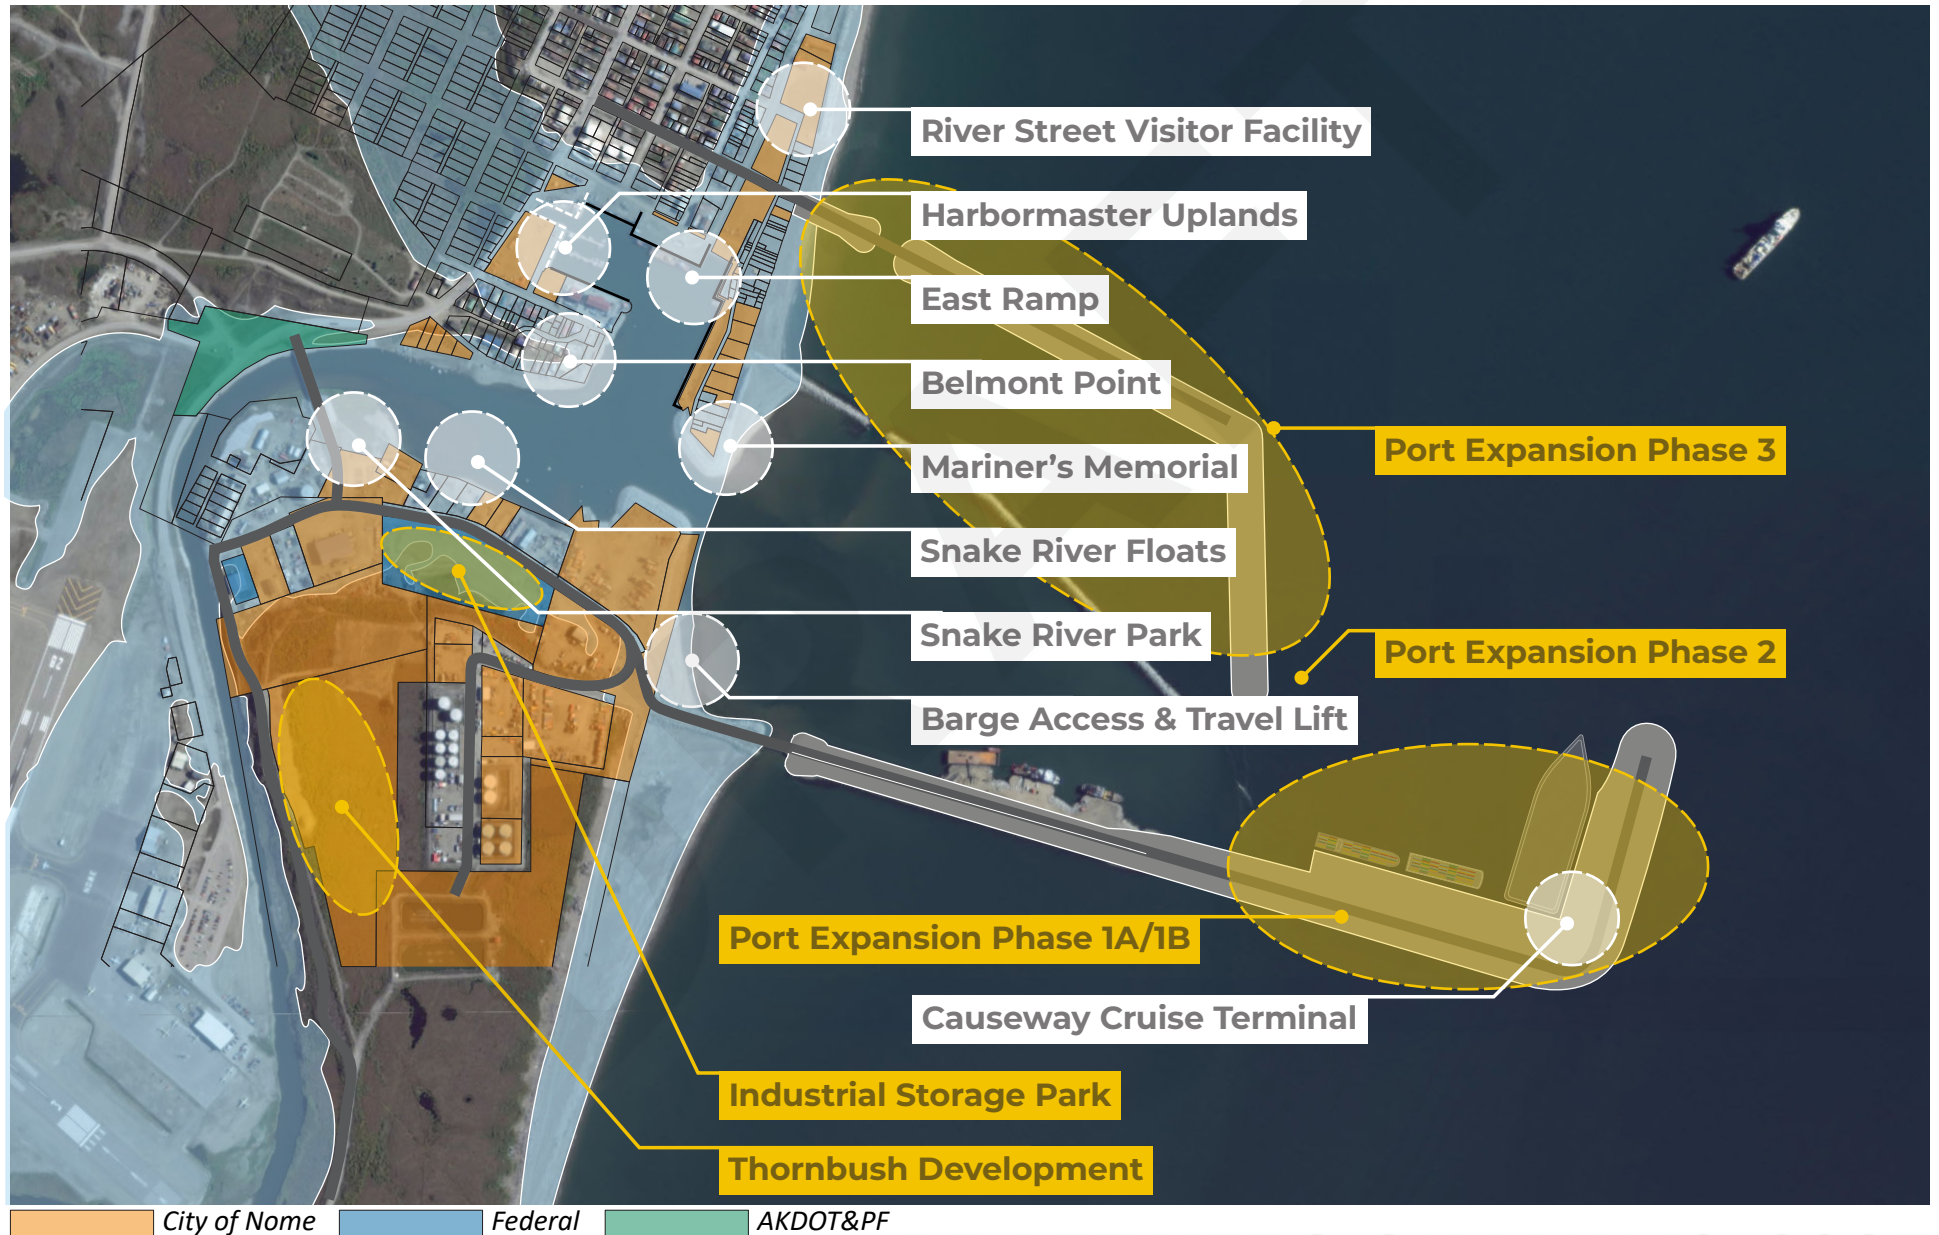 River Street Visitor Facility
Harbormaster Uplands
East Ramp
Belmont Point
Port Expansion Phase 3
Mariner’s Memorial
Snake River Floats
Snake River Park
Port Expansion Phase 2
Barge Access & Travel Lift
Port Expansion Phase 1A/1B
Causeway Cruise Terminal
Industrial Storage Park
Thornbush Development
City of Nome
Federal
AKDOT&PF